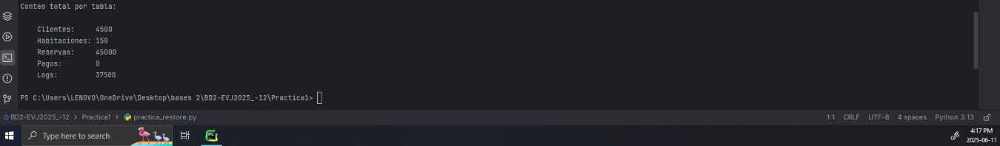 Conteo total por tabla:
Clientes: 4500
Habitaciones: 150
Reservas: 45000
Pagos: 0
Logs: 37500
PS C:\Users\LENOVO\OneDrive\Desktop\bases 2\BD2-EVJ2025_-12\Practica1>
BD2-EVJ2025_-12 > Practica1 > practica_restore.py 1:1 CRLF UTF-8 4 spaces Python 3.13
Type here to search PC 4:17 PM
2025-06-11